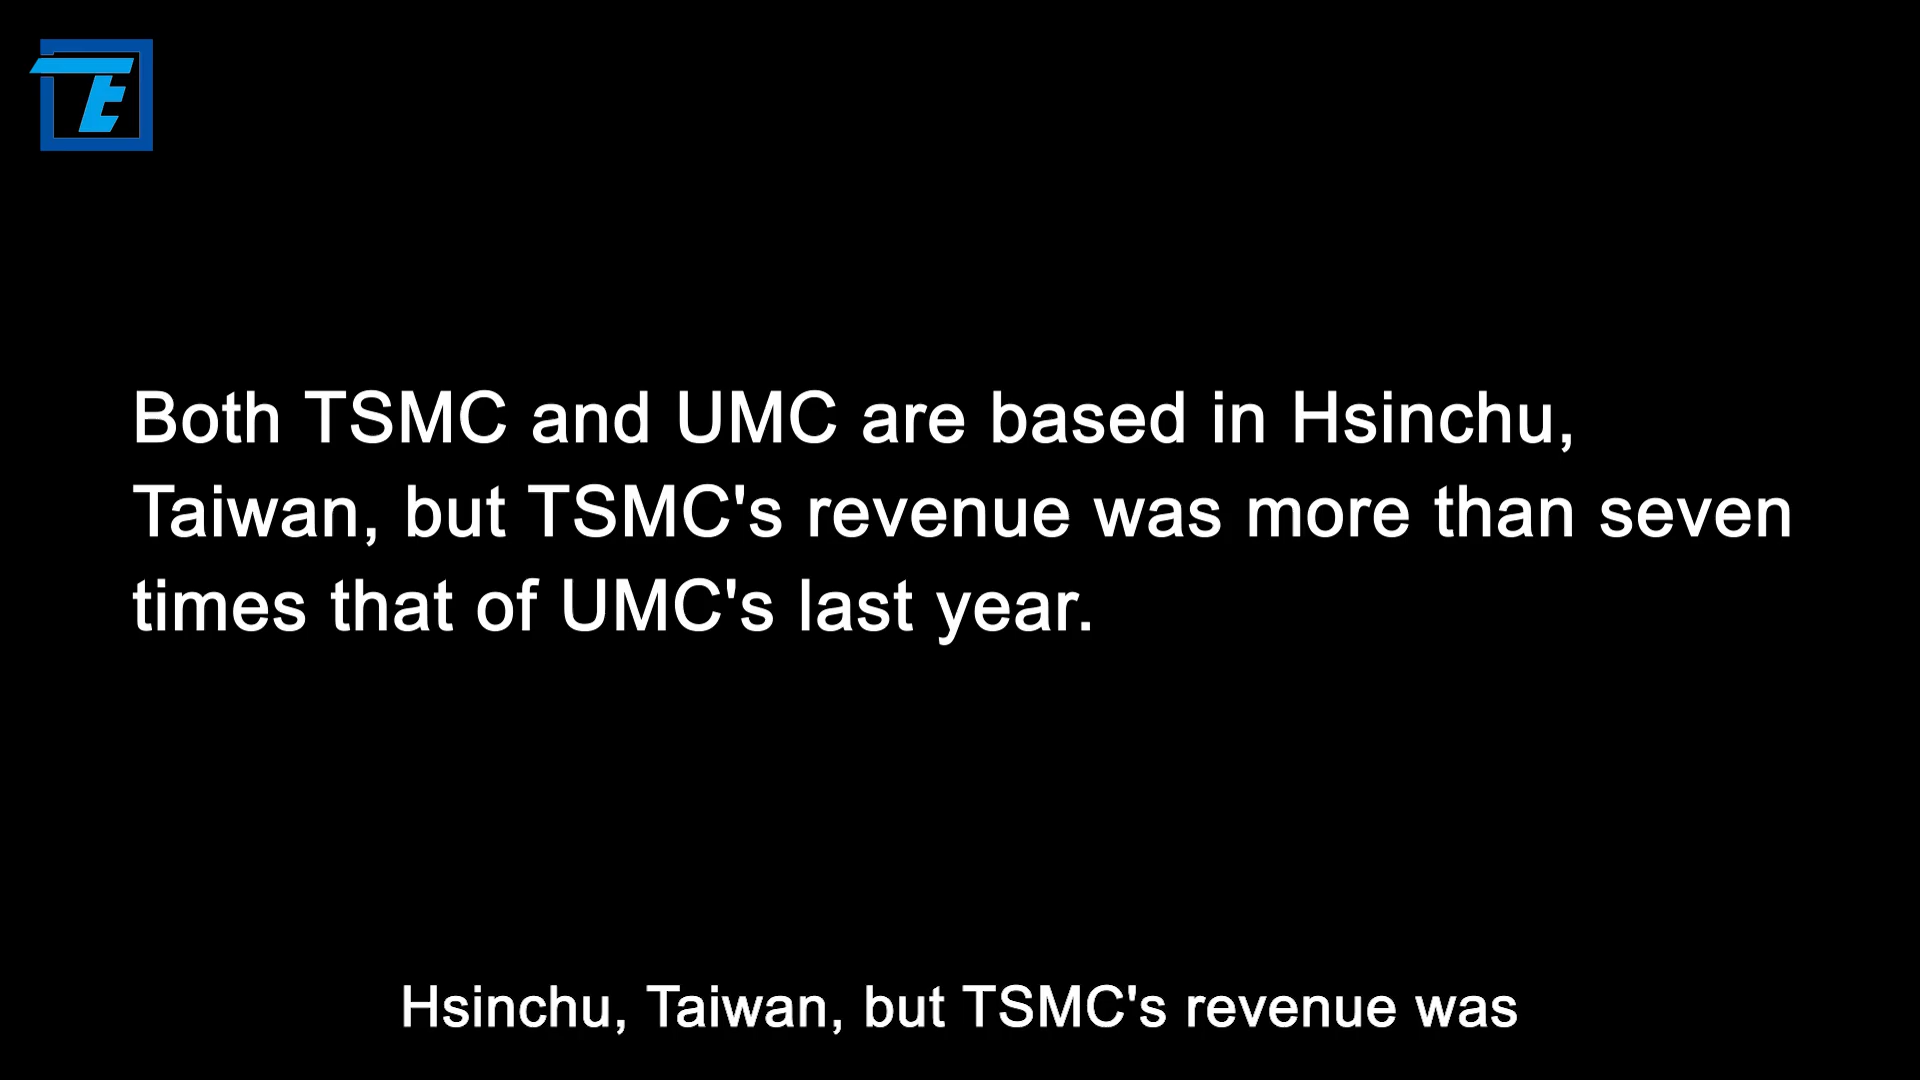 TE
Both TSMC and UMC are based in Hsinchu,
Taiwan, but TSMC's revenue was more than seven
times that of UMC's last year.
Hsinchu, Taiwan, but TSMC's revenue was